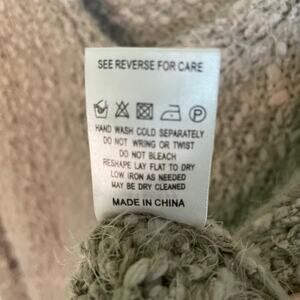 SEE REVERSE FOR CARE
P
HAND WASH COLD SEPARATELY
DO NOT WRING OR TWIST
DO NOT BLEACH
RESHAPE LAY FLAT TO DRY
LOW IRON AS NEEDED
MAY BE DRY CLEANED
MADE IN CHINA